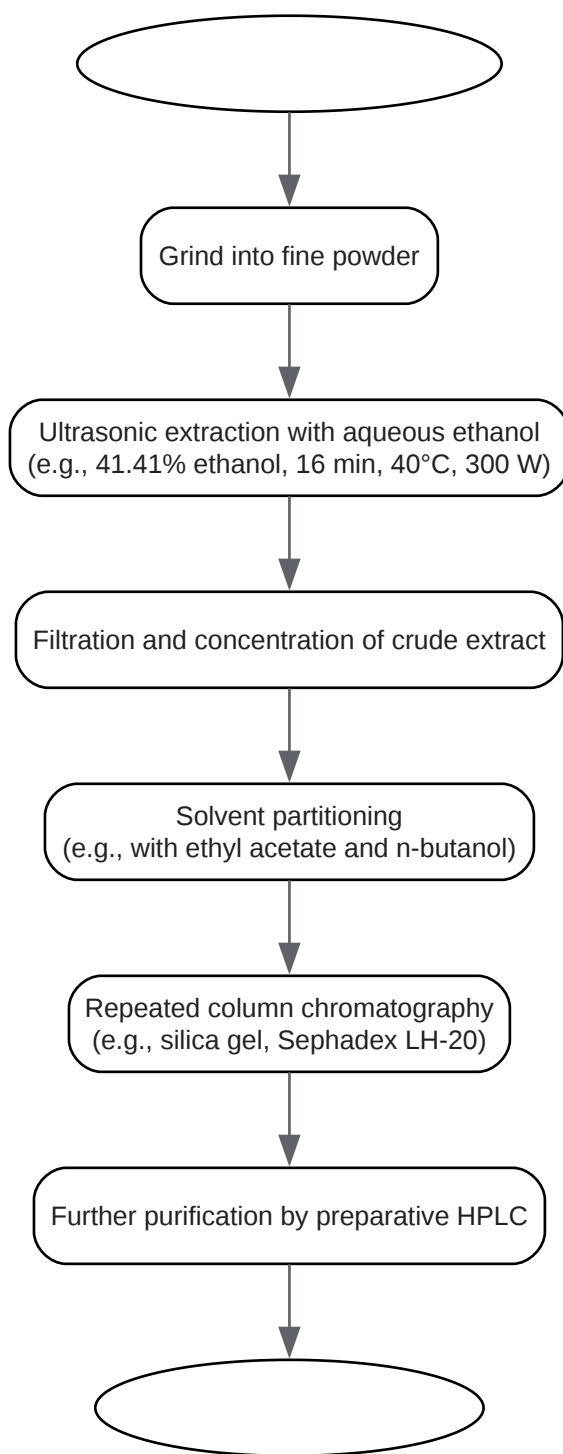 Grind into fine powder
Ultrasonic extraction with aqueous ethanol
(e.g., 41.41% ethanol, 16 min, 40°C, 300 W)
Filtration and concentration of crude extract
Solvent partitioning
(e.g., with ethyl acetate and n-butanol)
Repeated column chromatography
(e.g., silica gel, Sephadex LH-20)
Further purification by preparative HPLC